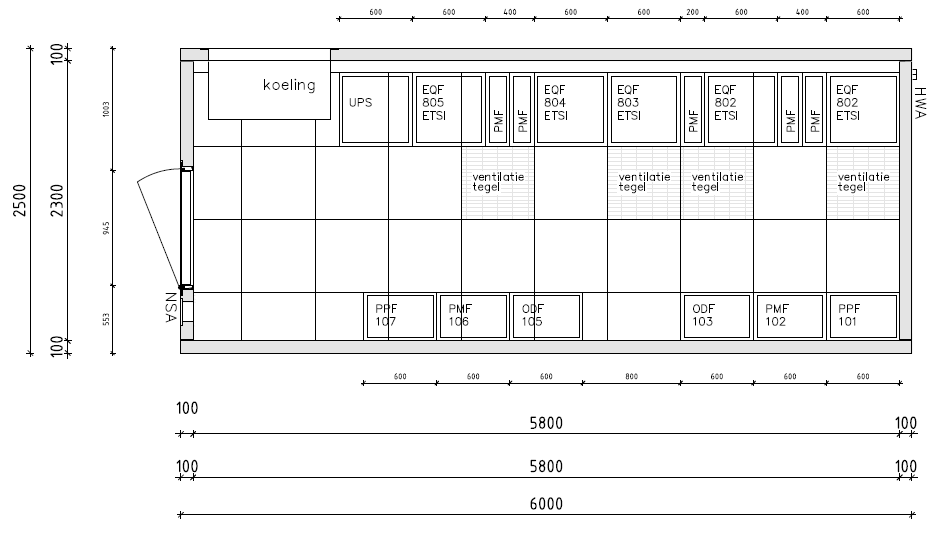 600 600 400 600 600 200 600 400 600
100
koeling
UPS
EQF
805
ETSI
PMF
PMF
EQF
804
ETSI
EQF
803
ETSI
PMF
EQF
802
ETSI
PMF
PMF
EQF
802
ETSI
HWA
1003
ventilatie
tegel
ventilatie
tegel
ventilatie
tegel
ventilatie
tegel
2500
2300
945
NSA
553
PPF
107
PMF
106
ODF
105
ODF
103
PMF
102
PPF
101
100
600 600 600 800 600 600 600
100 5800 100
100 5800 100
6000